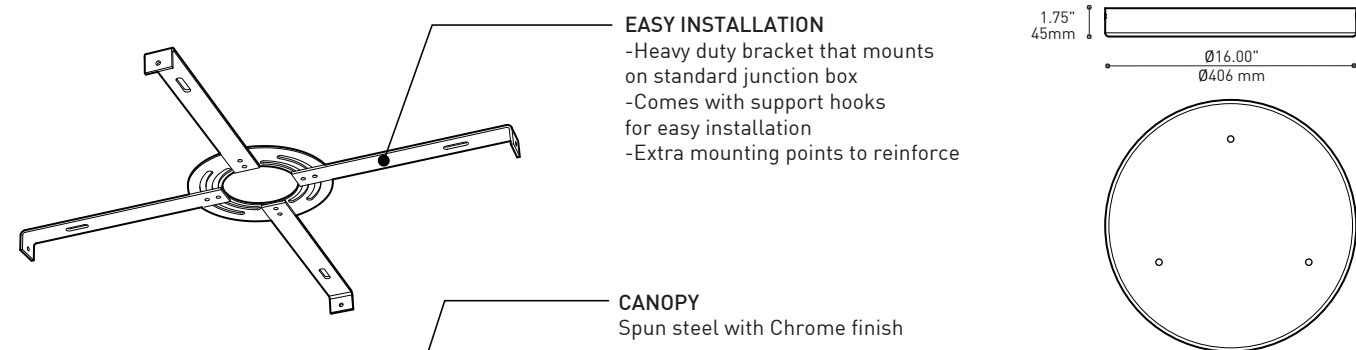 EASY INSTALLATION
-Heavy duty bracket that mounts
on standard junction box
-Comes with support hooks
for easy installation
-Extra mounting points to reinforce
CANOPY
Spun steel with Chrome finish
1.75"
45mm
Ø16.00"
Ø406 mm